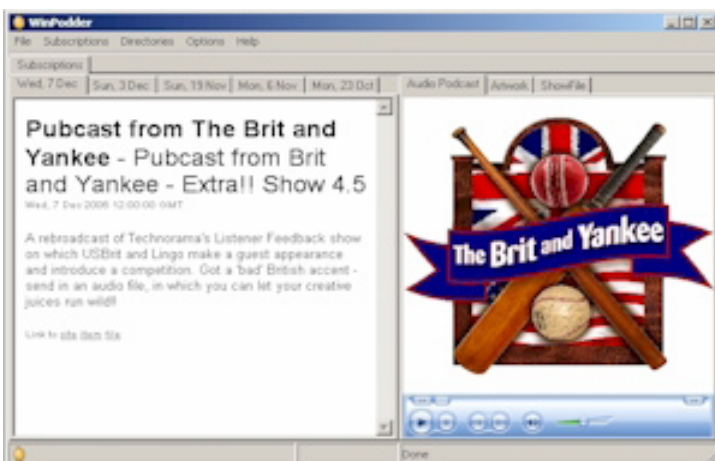 WinPodder
File Subscriptions Directories Options Help
Subscriptions
Wed, 7 Dec Sun, 3 Dec Sun, 19 Nov Mon, 6 Nov Mon, 23 Oct
Audio Podcast Artwork ShowFile
Pubcast from The Brit and
Yankee - Pubcast from Brit
and Yankee - Extra!! Show 4.5
Wed, 7 Dec 2006 12:00:00 GMT
A rebroadcast of Technorama's Listener Feedback show
on which USBrit and Lingo make a guest appearance
and introduce a competition. Got a 'bad' British accent -
send in an audio file, in which you can let your creative
juices run wild!!
Link to site item file
The Brit and Yankee
Done